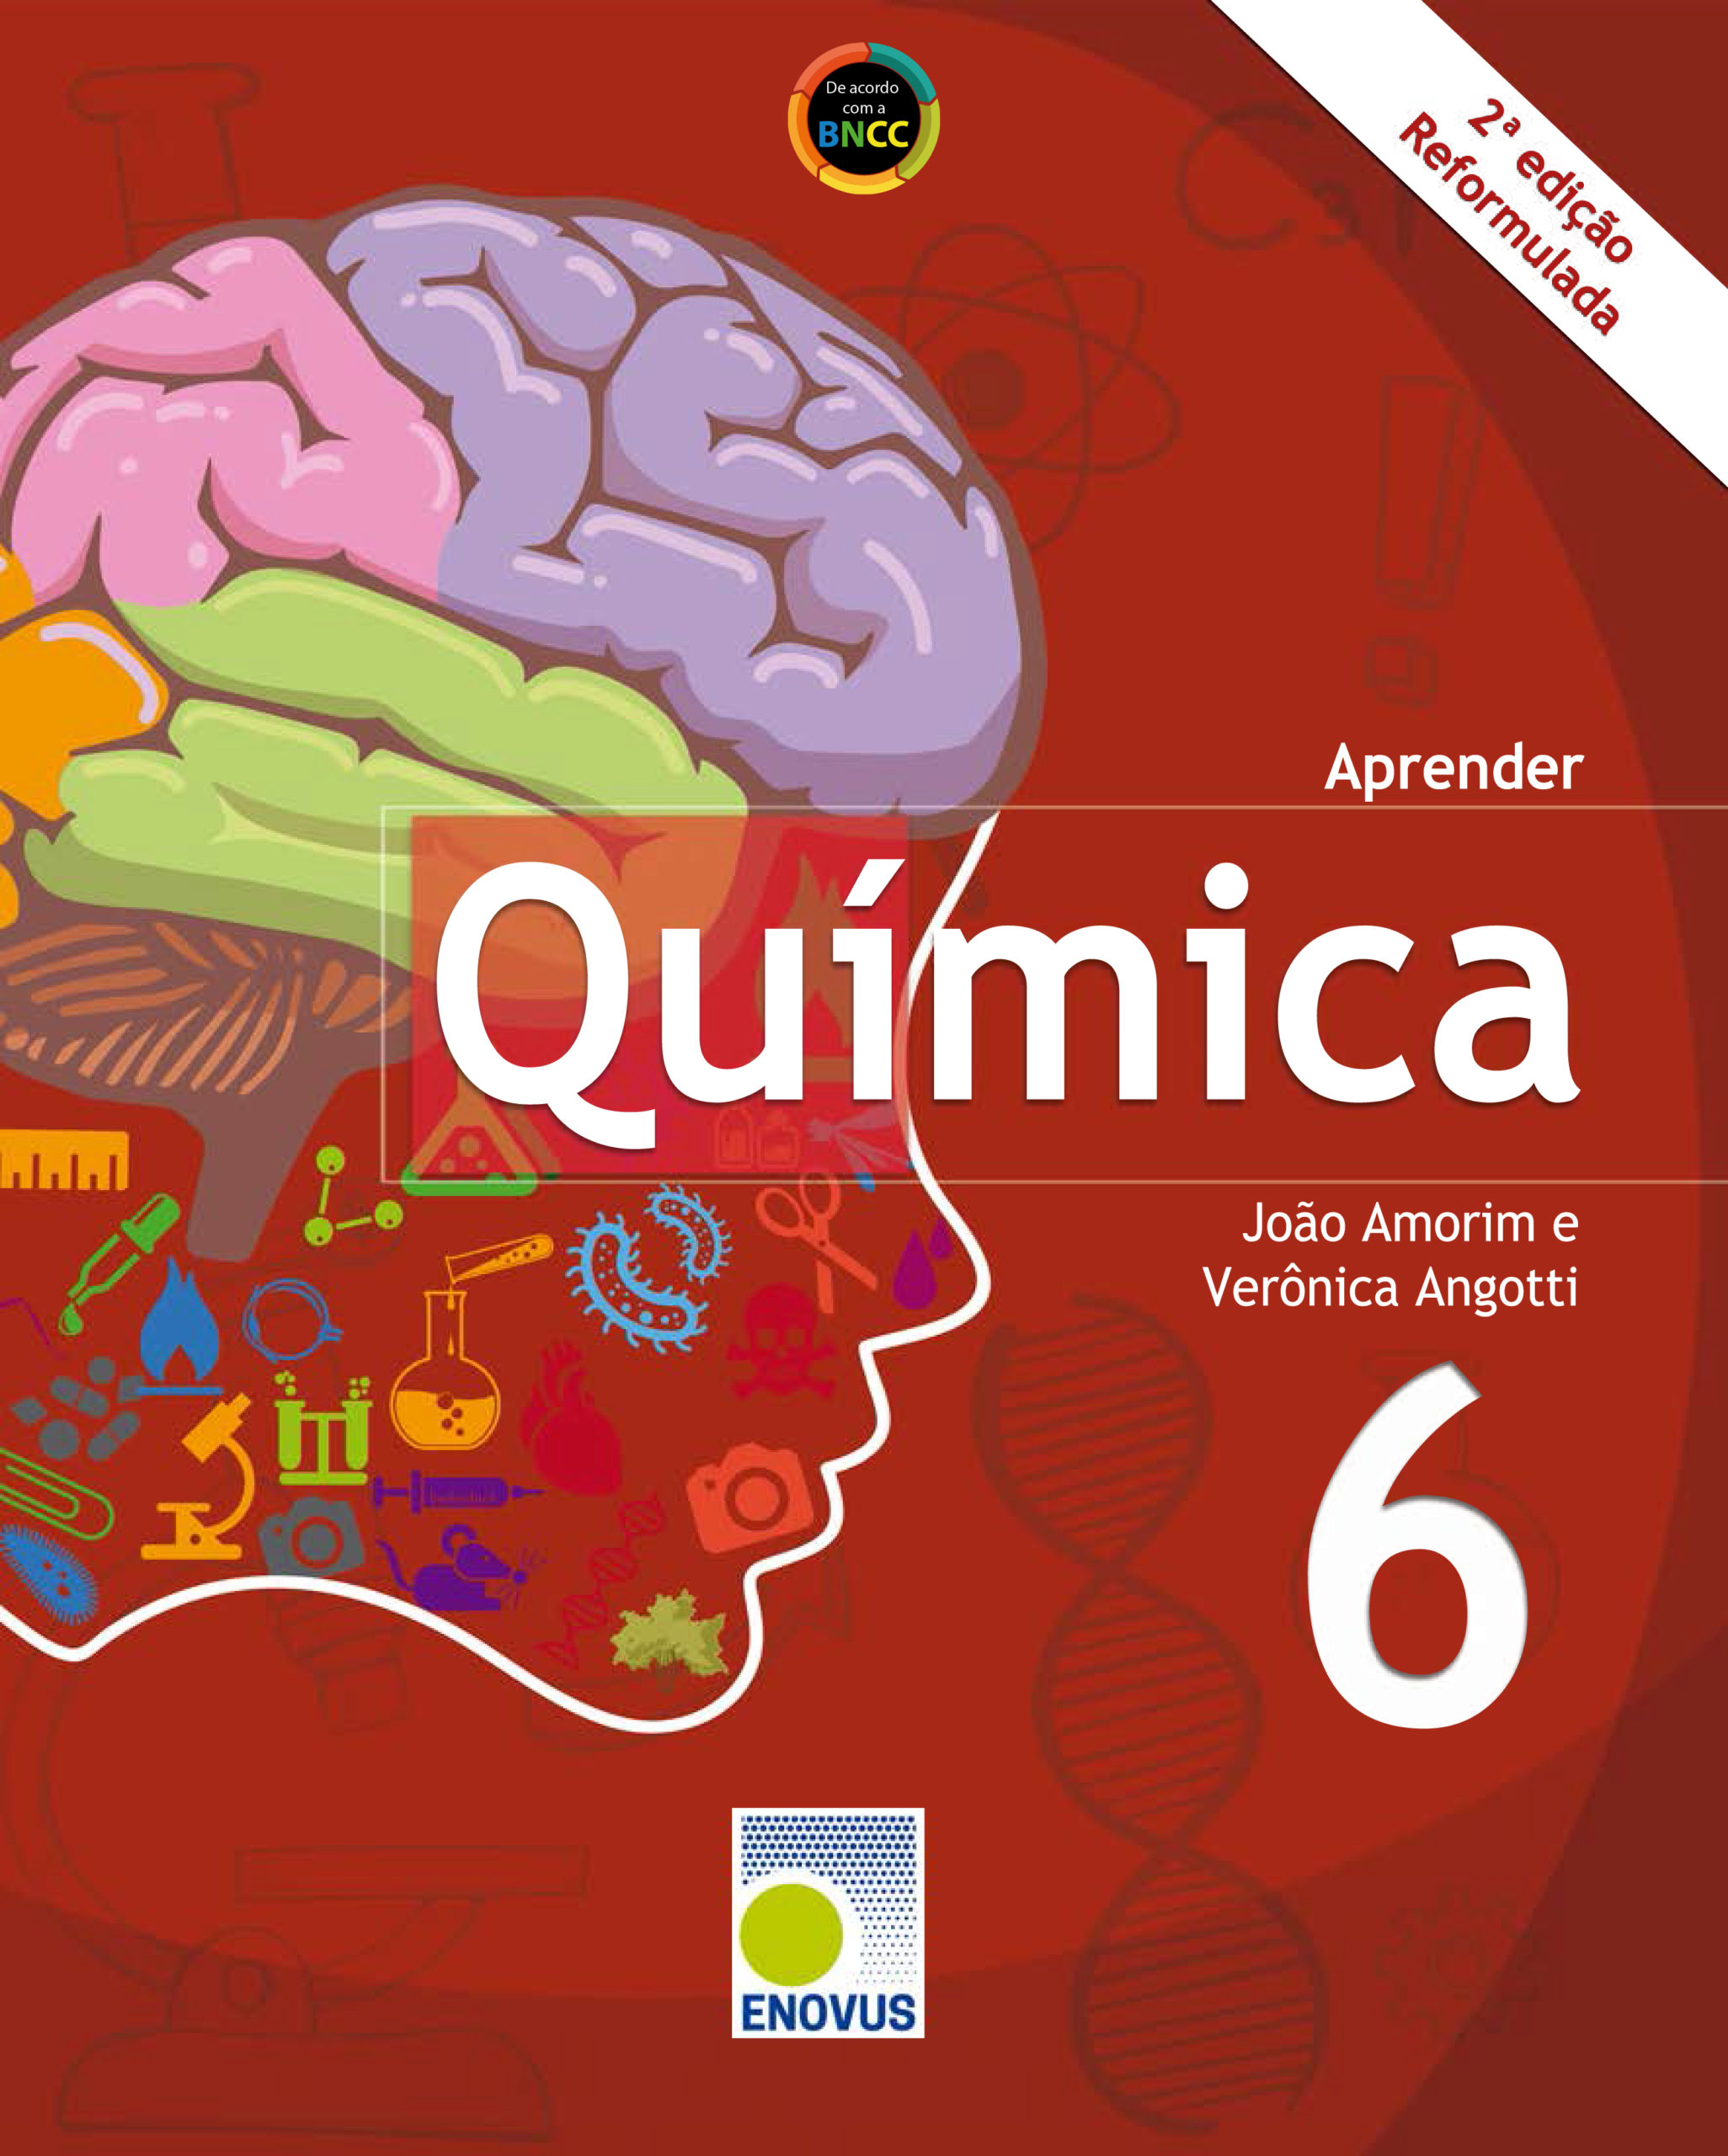 De acordo
com a
BNCC
2ª edição
Reformulada
Aprender
Química
João Amorim e
Verônica Angotti
6
ENOVUS